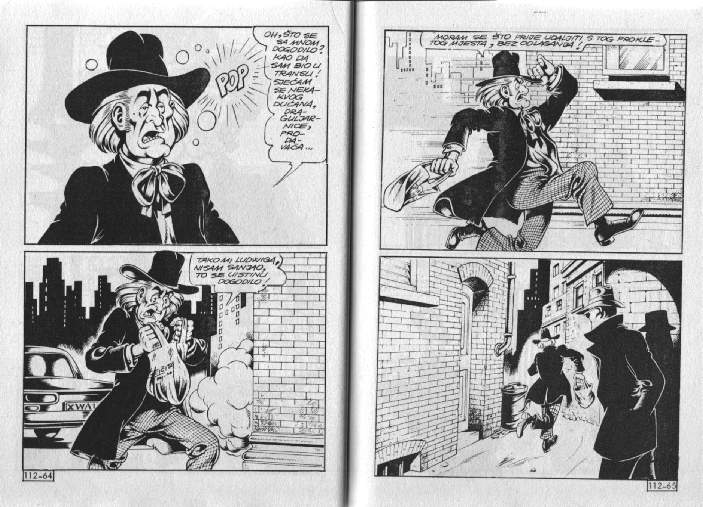 OH, ŠTO SE
SA MNOM
DOGODILO?
KAO DA
SAM BIO U
TRANSU!
SJEĆAM
SE NEKA-
KVOG
DUĆANA,
DRA-
GULJAR-
NICE,
PRO-
DA-
VAČA...
POP
TAKO MI LUDWIGA,
NISAM SANJAO,
TO SE UISTINU
DOGODILO!
112-64
MORAM SE ŠTO PRIJE UDALJITI S TOG PROKLE-
TOG MJESTA, BEZ ODLAGANJA!
112-65